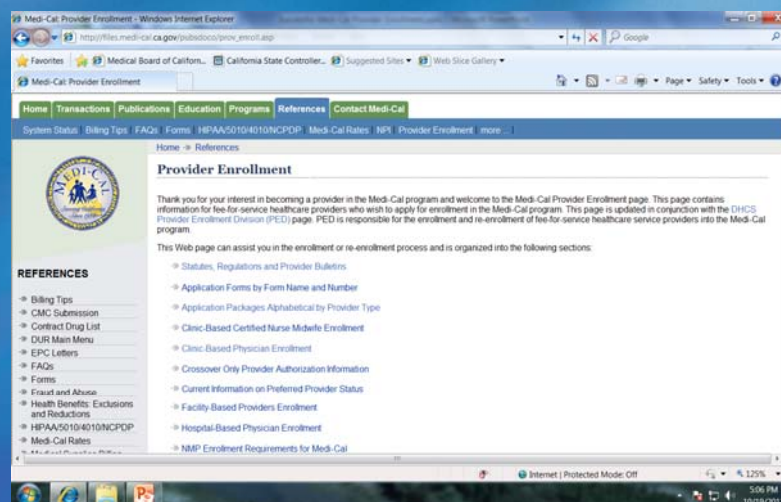 Medi-Cal: Provider Enrollment - Windows Internet Explorer
http://files.medi-cal.ca.gov/pubsdoco/prov_enroll.asp
Google
Favorites Medical Board of Californ... California State Controller... Suggested Sites Web Slice Gallery
Medi-Cal: Provider Enrollment
Page Safety Tools
Home Transactions Publications Education Programs References Contact Medi-Cal
System Status Billing Tips FAQs Forms HIPAA/5010/4010/NCPDP Medi-Cal Rates NPI Provider Enrollment more ...
Home References
MEDI-CAL
Provider Enrollment
Thank you for your interest in becoming a provider in the Medi-Cal program and welcome to the Medi-Cal Provider Enrollment page. This page contains
information for fee-for-service healthcare providers who wish to apply for enrollment in the Medi-Cal program. This page is updated in conjunction with the DHCS
Provider Enrollment Division (PED) page. PED is responsible for the enrollment and re-enrollment of fee-for-service healthcare service providers into the Medi-Cal
program.
This Web page can assist you in the enrollment or re-enrollment process and is organized into the following sections:
Statutes, Regulations and Provider Bulletins
Application Forms by Form Name and Number
Application Packages Alphabetical by Provider Type
Clinic-Based Certified Nurse Midwife Enrollment
Clinic-Based Physician Enrollment
Crossover Only Provider Authorization Information
Current Information on Preferred Provider Status
Facility-Based Providers Enrollment
Hospital-Based Physician Enrollment
NMP Enrollment Requirements for Medi-Cal
REFERENCES
Billing Tips
CMC Submission
Contract Drug List
DUR Main Menu
EPC Letters
FAQs
Forms
Fraud and Abuse
Health Benefits: Exclusions
and Reductions
HIPAA/5010/4010/NCPDP
Medi-Cal Rates
Internet | Protected Mode: Off
125%
5:06 PM